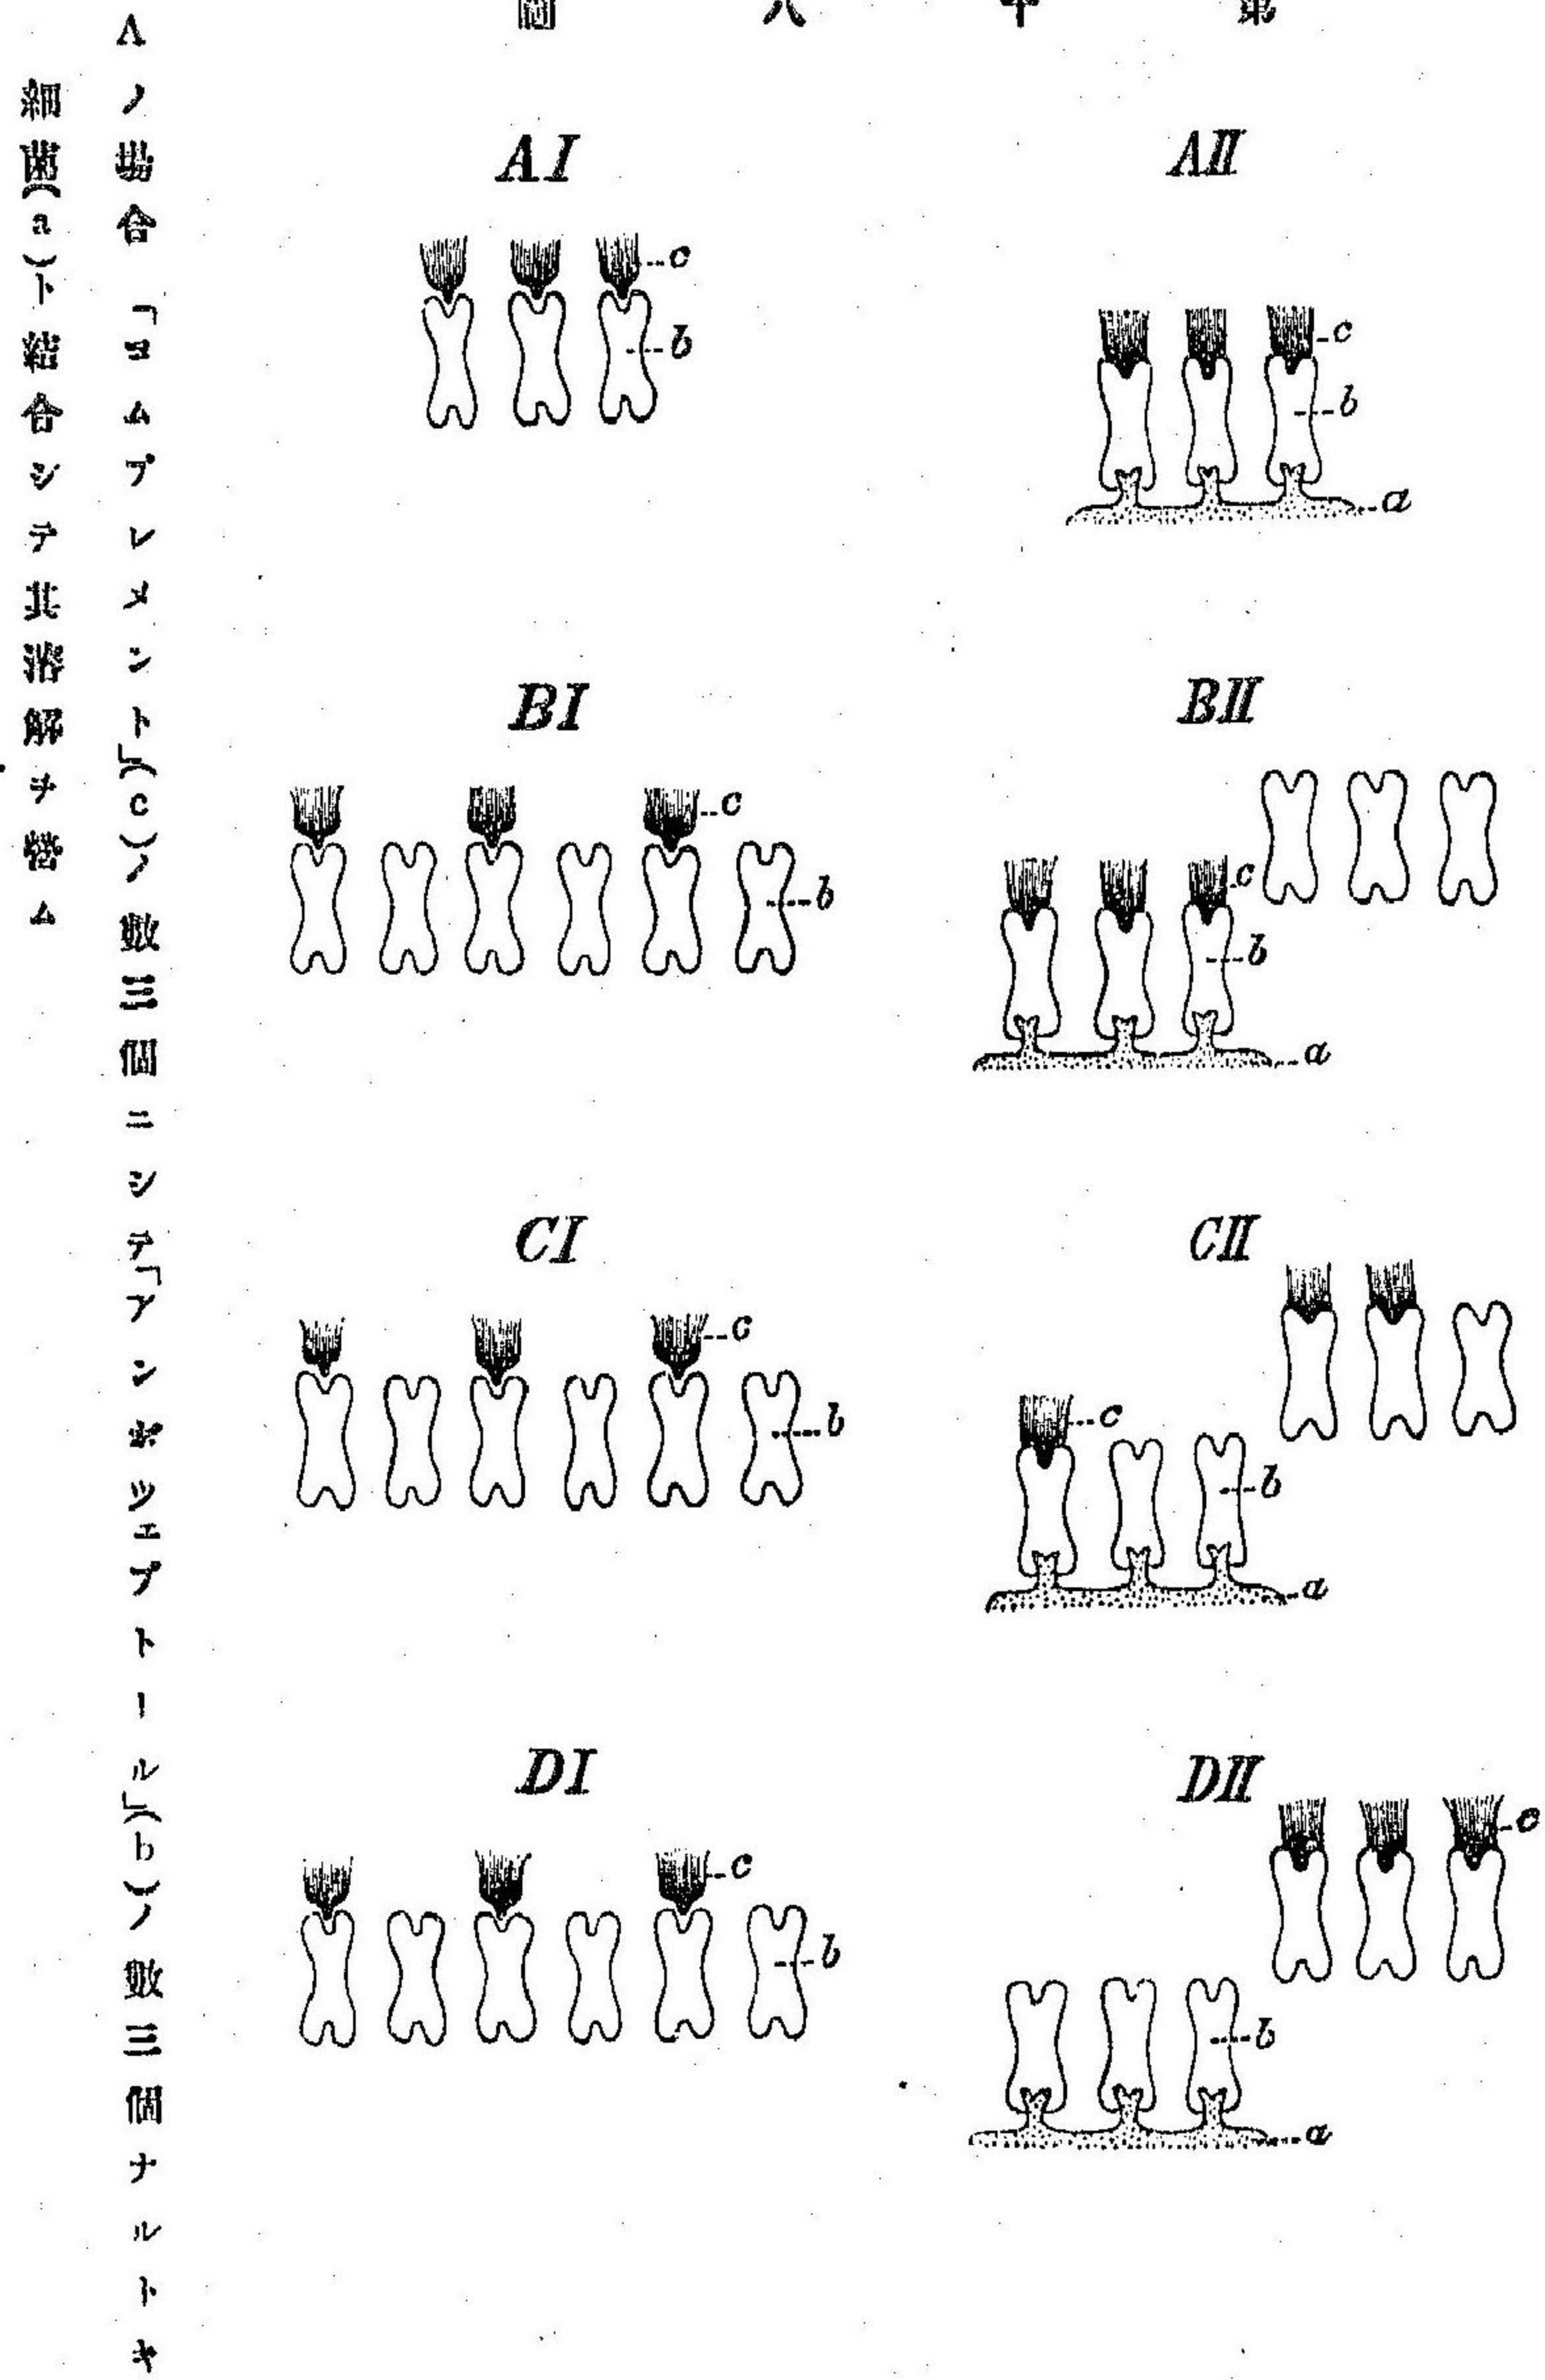 第十八圖
AI
AII
c
b
c
b
a
BI
BII
c
b
c
b
a
CI
CII
c
b
c
b
a
DI
DII
c
b
c
b
a
Aノ場合「コムプレメント」(c)ノ數三個ニシテ「アンボツェプトール」(b)ノ數三個ナルトキ
細菌(a)ト結合シテ其溶解ヲ營ム